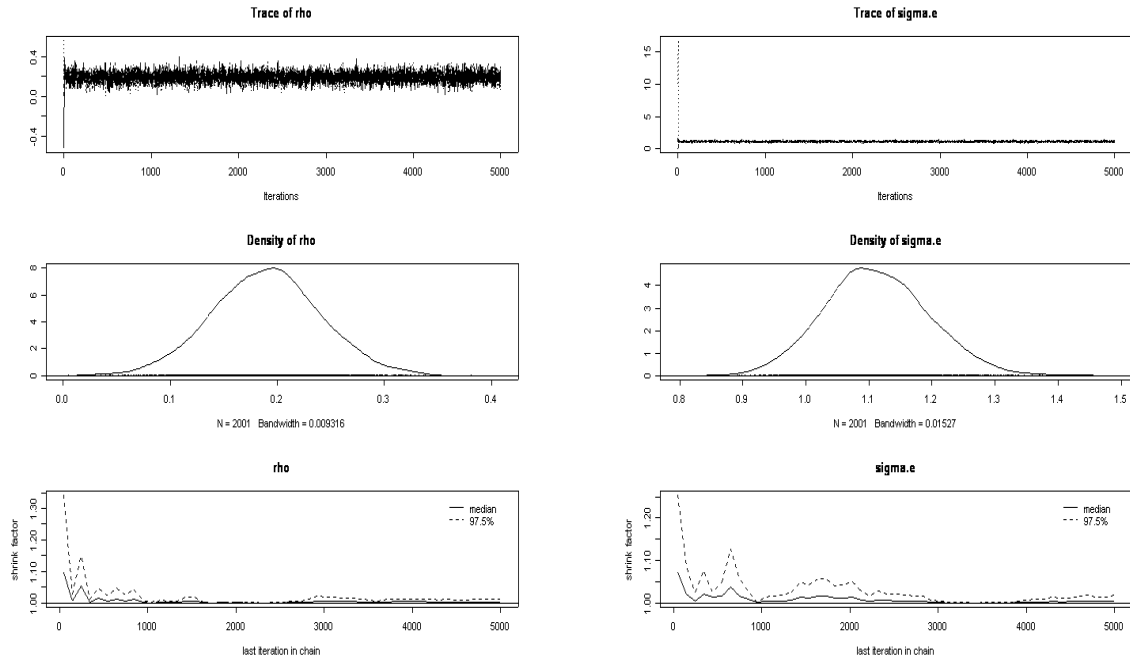 Trace of rho
-0.4 0.0 0.4
0 1000 2000 3000 4000 5000
Iterations
Trace of sigma.e
0 5 10 15
0 1000 2000 3000 4000 5000
Iterations
Density of rho
0 2 4 6 8
0.0 0.1 0.2 0.3 0.4
N = 2001 Bandwidth = 0.009316
Density of sigma.e
0 1 2 3 4
0.8 0.9 1.0 1.1 1.2 1.3 1.4 1.5
N = 2001 Bandwidth = 0.01527
rho
shrink factor
1.00 1.10 1.20 1.30
median
97.5%
0 1000 2000 3000 4000 5000
last iteration in chain
sigma.e
shrink factor
1.00 1.10 1.20
median
97.5%
0 1000 2000 3000 4000 5000
last iteration in chain